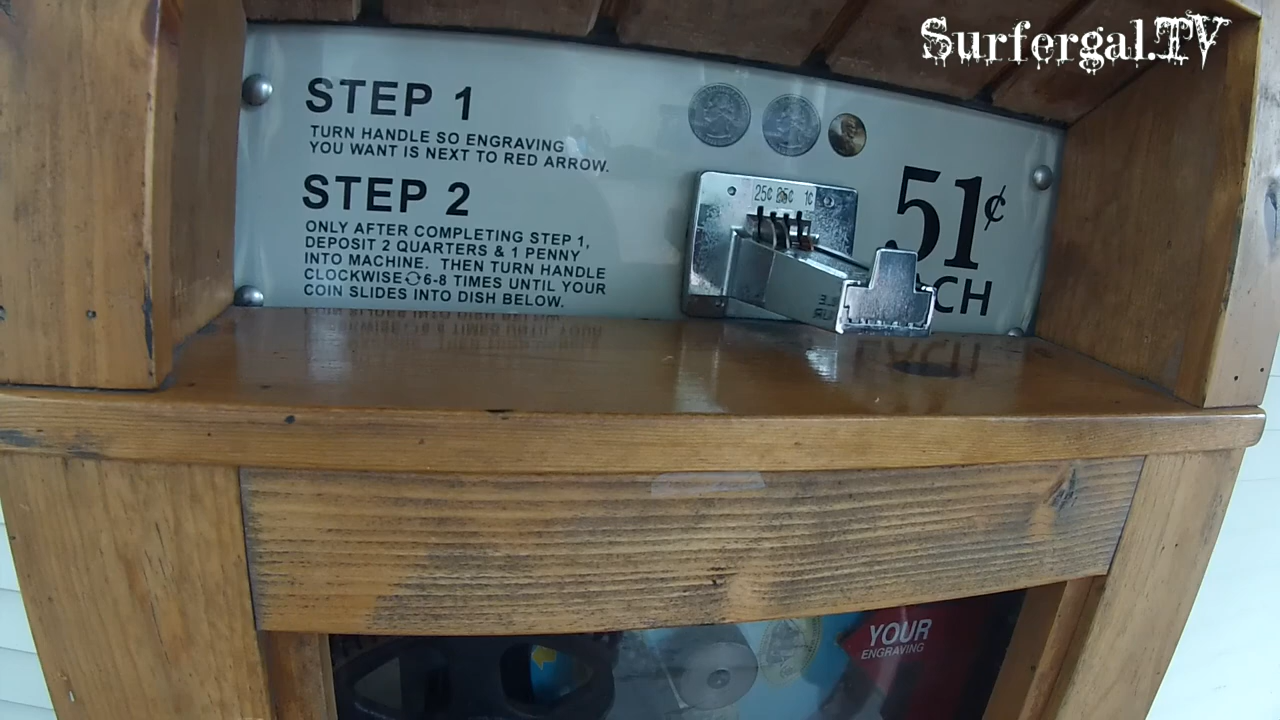 Surfergal.TV
STEP 1
TURN HANDLE SO ENGRAVING
YOU WANT IS NEXT TO RED ARROW.
STEP 2
ONLY AFTER COMPLETING STEP 1,
DEPOSIT 2 QUARTERS & 1 PENNY
INTO MACHINE. THEN TURN HANDLE
CLOCKWISE 6-8 TIMES UNTIL YOUR
COIN SLIDES INTO DISH BELOW.
25¢ 25¢ 1¢
51¢
YOUR
ENGRAVING